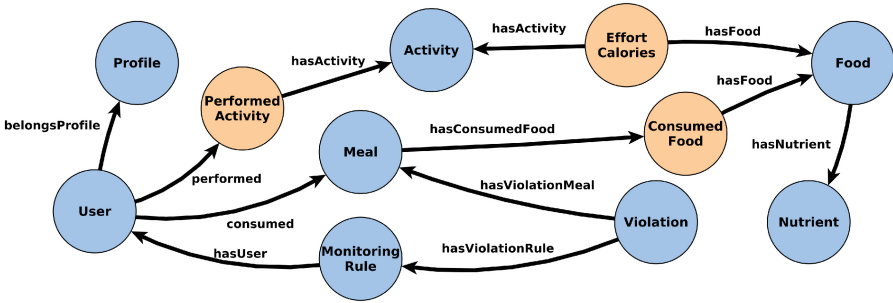 hasActivity
Effort
Calories
hasFood
Profile
Activity
Food
hasActivity
hasFood
Performed
Activity
belongsProfile
hasConsumedFood
Consumed
Food
hasNutrient
Meal
performed
hasViolationMeal
User
consumed
Violation
Nutrient
hasUser
Monitoring
Rule
hasViolationRule